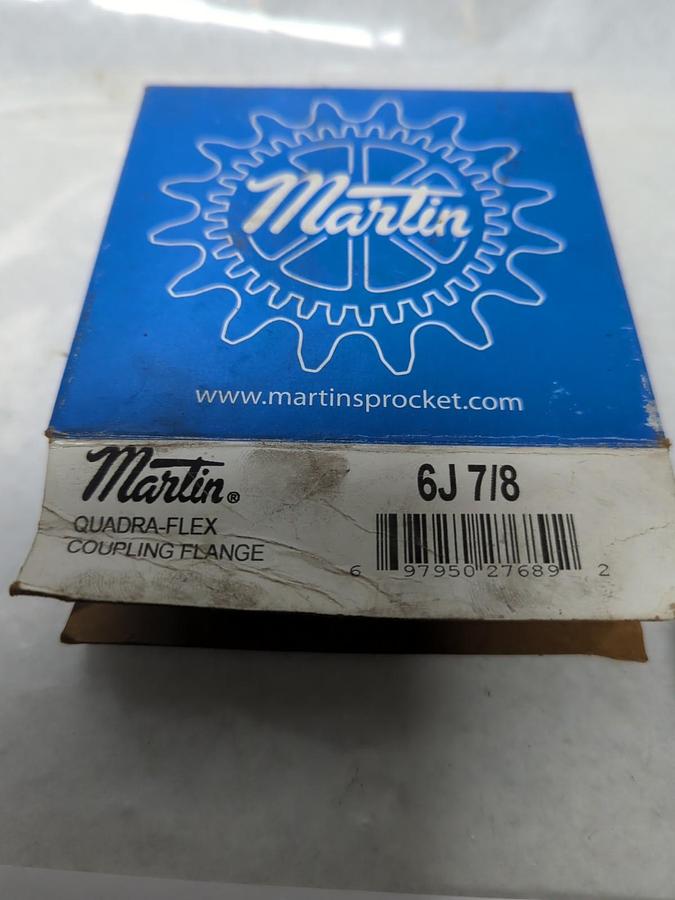 Martin
www.martinsprocket.com
Martin®
QUADRA-FLEX
COUPLING FLANGE
6J 7/8
6 97950 27689 2